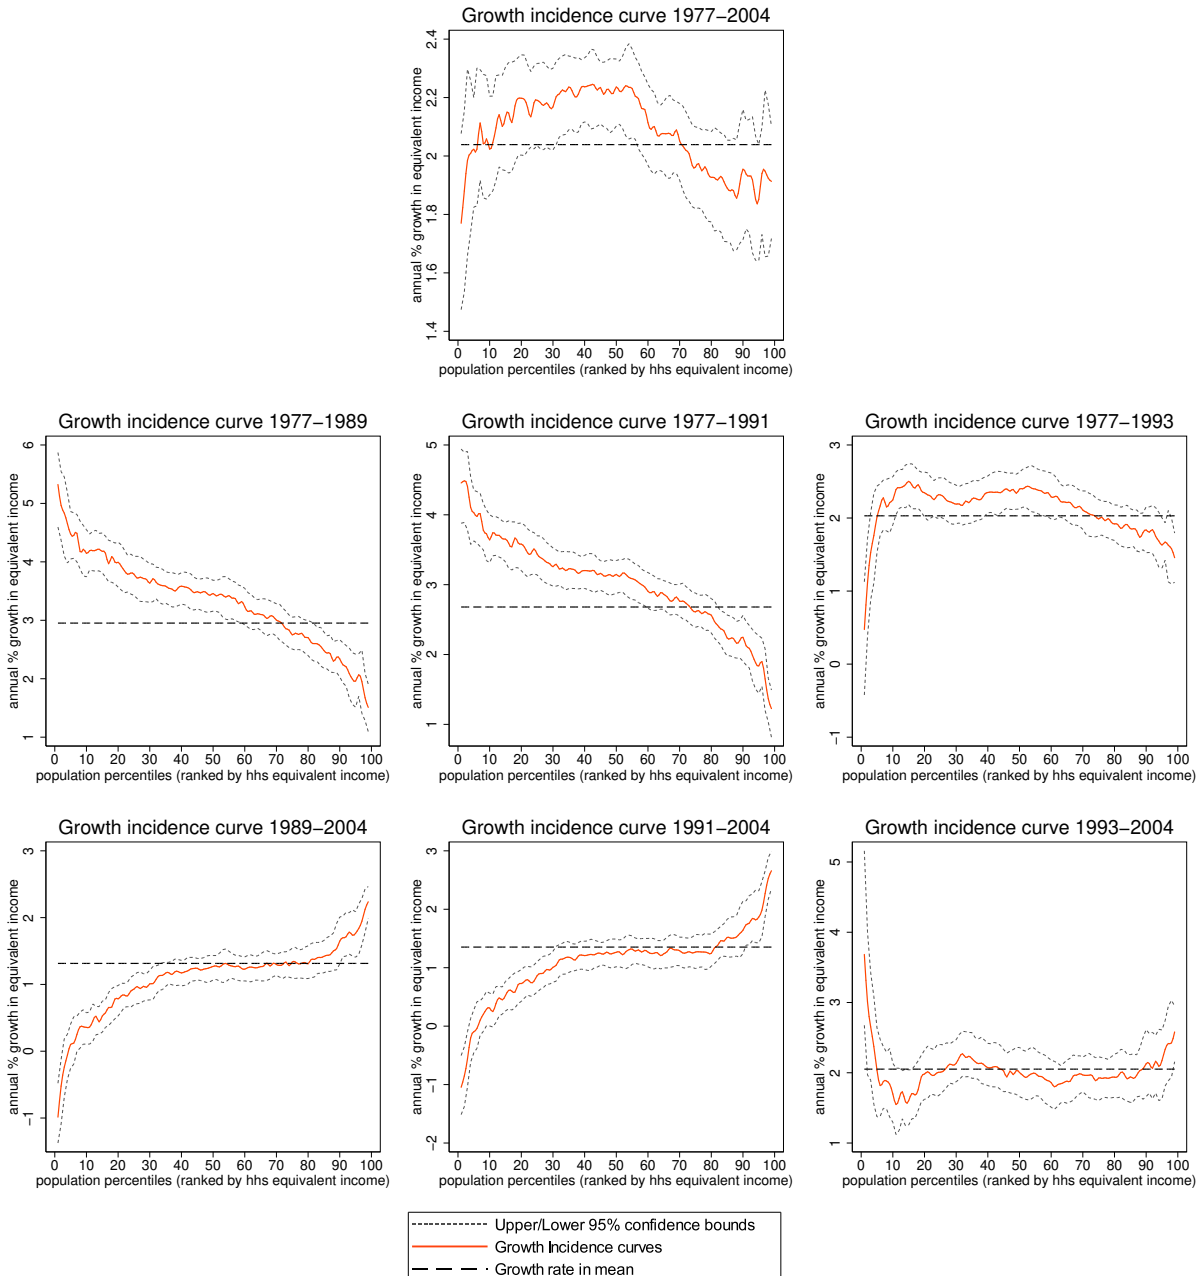 Growth incidence curve 1977−2004
annual % growth in equivalent income
2.4
2.2
2
1.8
1.6
1.4
0 10 20 30 40 50 60 70 80 90 100
population percentiles (ranked by hhs equivalent income)
Growth incidence curve 1977−1989
annual % growth in equivalent income
6
5
4
3
2
1
0 10 20 30 40 50 60 70 80 90 100
population percentiles (ranked by hhs equivalent income)
Growth incidence curve 1977−1991
annual % growth in equivalent income
5
4
3
2
1
0 10 20 30 40 50 60 70 80 90 100
population percentiles (ranked by hhs equivalent income)
Growth incidence curve 1977−1993
annual % growth in equivalent income
3
2
1
0
−1
0 10 20 30 40 50 60 70 80 90 100
population percentiles (ranked by hhs equivalent income)
Growth incidence curve 1989−2004
annual % growth in equivalent income
3
2
1
0
−1
0 10 20 30 40 50 60 70 80 90 100
population percentiles (ranked by hhs equivalent income)
Growth incidence curve 1991−2004
annual % growth in equivalent income
3
2
1
0
−1
−2
0 10 20 30 40 50 60 70 80 90 100
population percentiles (ranked by hhs equivalent income)
Growth incidence curve 1993−2004
annual % growth in equivalent income
5
4
3
2
1
0 10 20 30 40 50 60 70 80 90 100
population percentiles (ranked by hhs equivalent income)
Upper/Lower 95% confidence bounds
Growth Incidence curves
Growth rate in mean